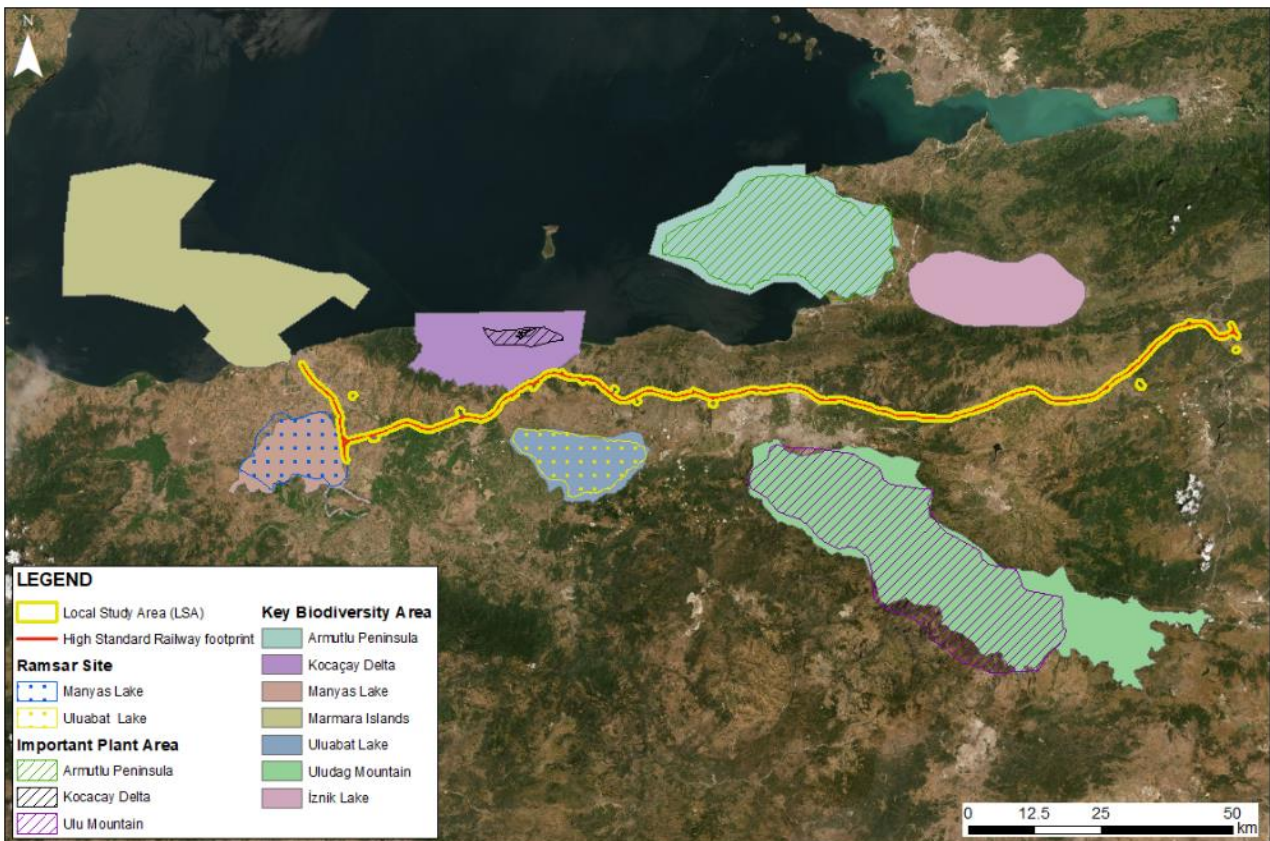 N
LEGEND
Local Study Area (LSA)
High Standard Railway footprint
Ramsar Site
Manyas Lake
Uluabat Lake
Important Plant Area
Armutlu Peninsula
Kocacay Delta
Ulu Mountain
Key Biodiversity Area
Armutlu Peninsula
Kocaçay Delta
Manyas Lake
Marmara Islands
Uluabat Lake
Uludag Mountain
İznik Lake
0 12.5 25 50
km